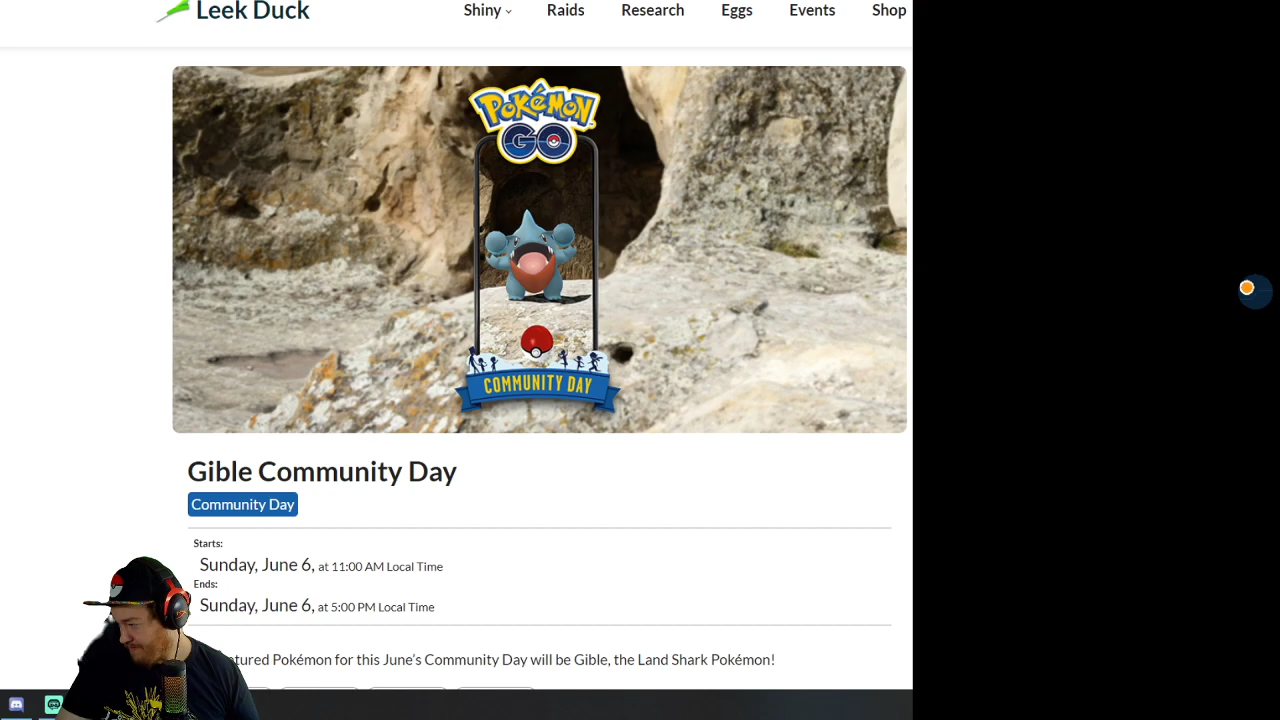 Leek Duck
Shiny Raids Research Eggs Events Shop
POKéMON
GO
COMMUNITY DAY
Gible Community Day
Community Day
Starts:
Sunday, June 6, at 11:00 AM Local Time
Ends:
Sunday, June 6, at 5:00 PM Local Time
Pokémon for this June's Community Day will be Gible, the Land Shark Pokémon!